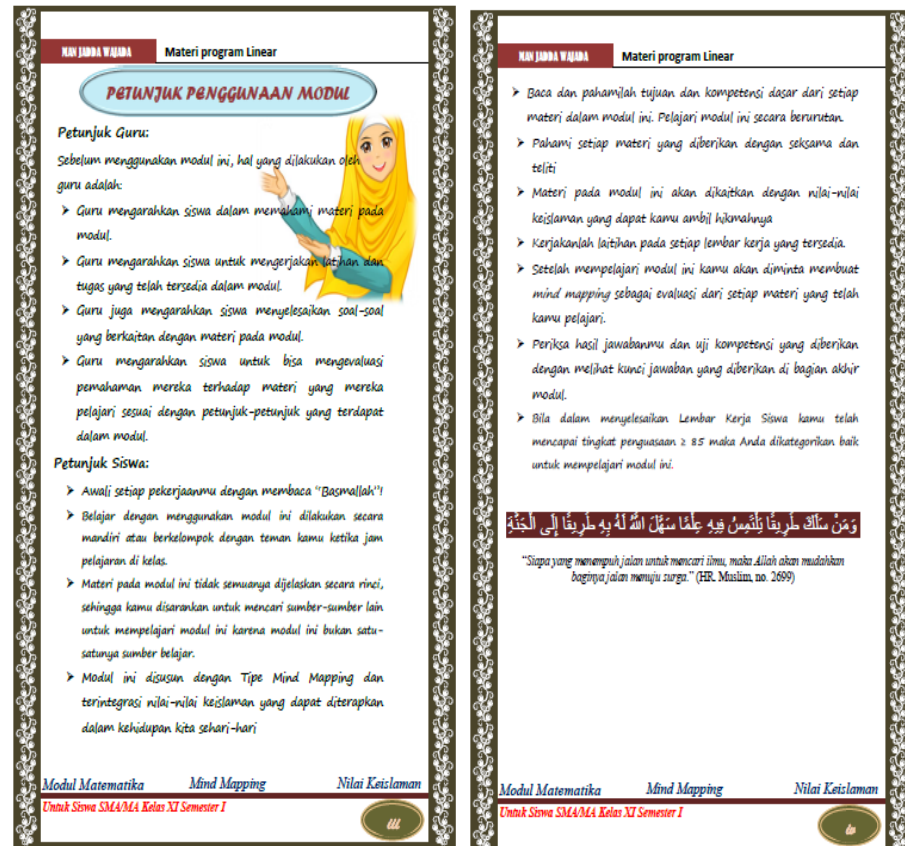 MAN JADDA WAJADA Materi program Linear
PETUNJUK PENGGUNAAN MODUL
Petunjuk Guru:
Sebelum menggunakan modul ini, hal yang dilakukan oleh
guru adalah:
➢ Guru mengarahkan siswa dalam memahami materi pada
modul.
➢ Guru mengarahkan siswa untuk mengerjakan latihan dan
tugas yang telah tersedia dalam modul.
➢ Guru juga mengarahkan siswa menyelesaikan soal-soal
yang berkaitan dengan materi pada modul.
➢ Guru mengarahkan siswa untuk bisa mengevaluasi
pemahaman mereka terhadap materi yang mereka
pelajari sesuai dengan petunjuk-petunjuk yang terdapat
dalam modul.
Petunjuk Siswa:
➢ Awali setiap pekerjaanmu dengan membaca "Basmallah"!
➢ Belajar dengan menggunakan modul ini dilakukan secara
mandiri atau berkelompok dengan teman kamu ketika jam
pelajaran di kelas.
➢ Materi pada modul ini tidak semuanya dijelaskan secara rinci,
sehingga kamu disarankan untuk mencari sumber-sumber lain
untuk mempelajari modul ini karena modul ini bukan satu-
satunya sumber belajar.
➢ Modul ini disusun dengan Tipe Mind Mapping dan
terintegrasi nilai-nilai keislaman yang dapat diterapkan
dalam kehidupan kita sehari-hari
Modul Matematika Mind Mapping Nilai Keislaman
Untuk Siswa SMA/MA Kelas XI Semester I
iii
MAN JADDA WAJADA Materi program Linear
➢ Baca dan pahamilah tujuan dan kompetensi dasar dari setiap
materi dalam modul ini. Pelajari modul ini secara berurutan.
➢ Pahami setiap materi yang diberikan dengan seksama dan
teliti
➢ Materi pada modul ini akan dikaitkan dengan nilai-nilai
keislaman yang dapat kamu ambil hikmahnya
➢ Kerjakanlah laitihan pada setiap lembar kerja yang tersedia.
➢ Setelah mempelajari modul ini kamu akan diminta membuat
mind mapping sebagai evaluasi dari setiap materi yang telah
kamu pelajari.
➢ Periksa hasil jawabanmu dan uji kompetensi yang diberikan
dengan melihat kunci jawaban yang diberikan di bagian akhir
modul.
➢ Bila dalam menyelesaikan Lembar Kerja Siswa kamu telah
mencapai tingkat penguasaan ≥ 85 maka Anda dikategorikan baik
untuk mempelajari modul ini.
وَمَنْ سَلَكَ طَرِيقًا يَلْتَمِسُ فِيهِ عِلْمًا سَهَّلَ اللَّهُ لَهُ بِهِ طَرِيقًا إِلَى الْجَنَّةِ
"Siapa yang menempuh jalan untuk mencari ilmu, maka Allah akan mudahkan
baginya jalan menuju surga." (HR. Muslim, no. 2699)
Modul Matematika Mind Mapping Nilai Keislaman
Untuk Siswa SMA/MA Kelas XI Semester I
iv